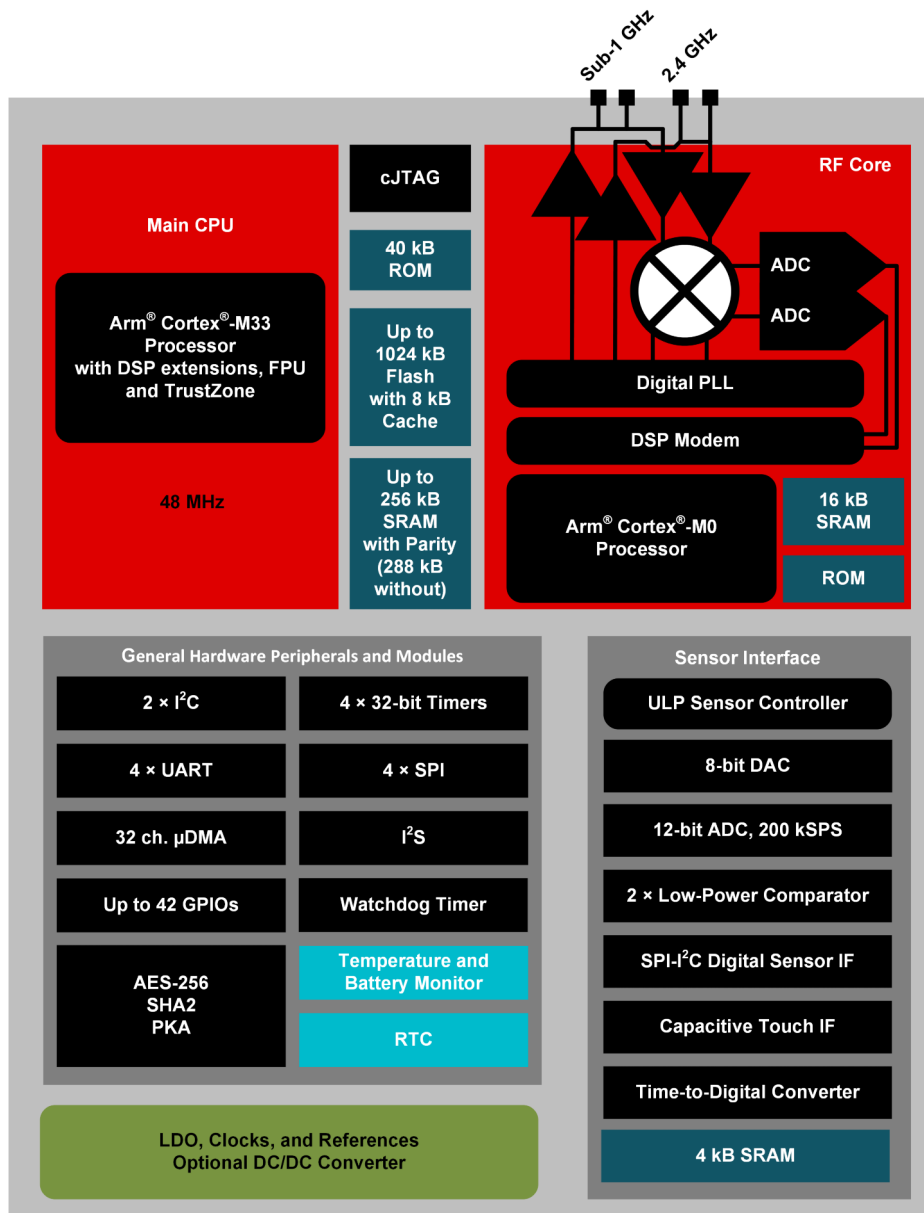 Sub-1 GHz
2.4 GHz
Main CPU
Arm® Cortex®-M33
Processor
with DSP extensions, FPU
and TrustZone
48 MHz
cJTAG
40 kB
ROM
Up to
1024 kB
Flash
with 8 kB
Cache
Up to
256 kB
SRAM
with Parity
(288 kB
without)
RF Core
ADC
ADC
Digital PLL
DSP Modem
Arm® Cortex®-M0
Processor
16 kB
SRAM
ROM
General Hardware Peripherals and Modules
2 × I²C
4 × 32-bit Timers
4 × UART
4 × SPI
32 ch. µDMA
I²S
Up to 42 GPIOs
Watchdog Timer
AES-256
SHA2
PKA
Temperature and
Battery Monitor
RTC
LDO, Clocks, and References
Optional DC/DC Converter
Sensor Interface
ULP Sensor Controller
8-bit DAC
12-bit ADC, 200 kSPS
2 × Low-Power Comparator
SPI-I²C Digital Sensor IF
Capacitive Touch IF
Time-to-Digital Converter
4 kB SRAM